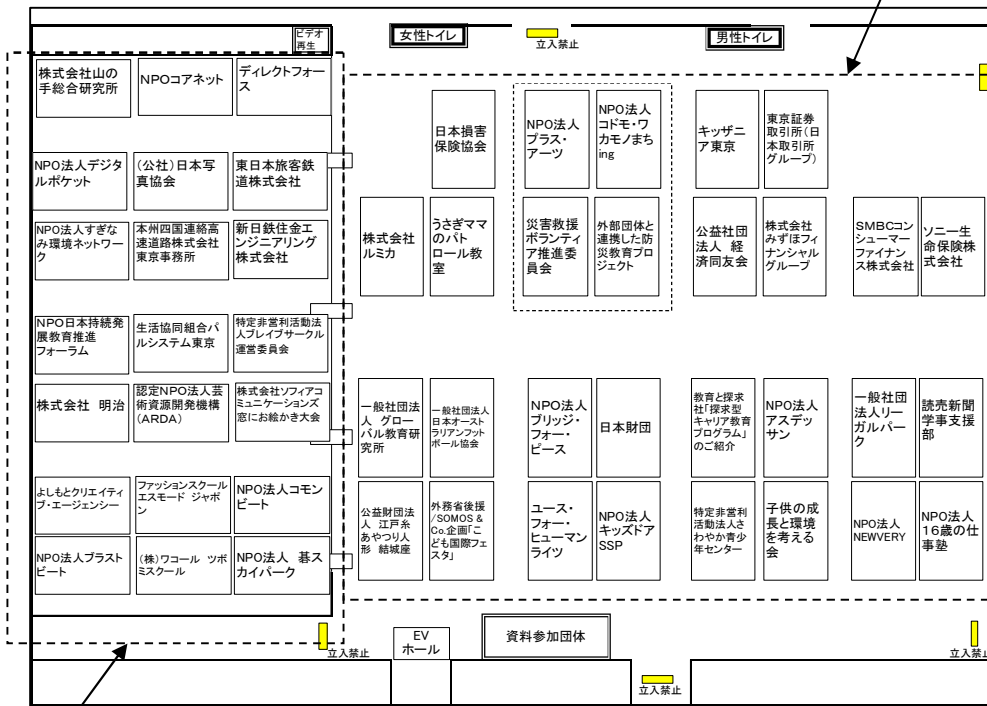 ビデオ
再生
女性トイレ
立入禁止
男性トイレ
株式会社山の
手総合研究所
NPOコアネット
ディレクトフォー
ス
NPO法人デジタ
ルポケット
(公社)日本写
真協会
東日本旅客鉄
道株式会社
NPO法人すぎな
み環境ネットワー
ク
本州四国連絡高
速道路株式会社
東京事務所
新日鉄住金エ
ンジニアリング
株式会社
NPO日本持続発
展教育推進
フォーラム
生活協同組合パ
ルシステム東京
特定非営利活動法
人ブレイブサークル
運営委員会
株式会社 明治
認定NPO法人芸
術資源開発機構
(ARDA)
株式会社ソフィアコ
ミュニケーションズ
窓にお絵かき大会
よしもとクリエイティ
ブ・エージェンシー
ファッションスクール
エスモード ジャポ
ン
NPO法人コモン
ビート
NPO法人ブラスト
ビート
(株)ワコール ツボ
ミスクール
NPO法人 碁ス
カイパーク
日本損害
保険協会
NPO法人
プラス・
アーツ
NPO法人
コドモ・ワ
カモノまち
ing
キッザニ
ア東京
東京証券
取引所(日
本取引所
グループ)
株式会社
ルミカ
うさぎママ
のパト
ロール教
室
災害救援
ボランティ
ア推進委
員会
外部団体と
連携した防
災教育プロ
ジェクト
公益社団
法人 経
済同友会
株式会社
みずほフィ
ナンシャル
グループ
SMBCコン
シューマー
ファイナン
ス株式会社
ソニー生
命保険株
式会社
一般社団法
人 グロー
バル教育研
究所
一般社団法人
日本オースト
ラリアンフット
ボール協会
NPO法人
ブリッジ・
フォー・
ピース
日本財団
教育と探求
社「探求型
キャリア教育
プログラム」
のご紹介
NPO法人
アスデッ
サン
一般社団
法人リー
ガルパー
ク
読売新聞
学事支援
部
公益財団法
人 江戸糸
あやつり人
形 結城座
外務省後援
/SOMOS &
Co.企画「こ
ども国際フェ
スタ」
ユース・
フォー・
ヒューマン
ライツ
NPO法人
キッズドア
SSP
特定非営利
活動法人さ
わやか青少
年センター
子供の成
長と環境
を考える
会
NPO法人
NEWVERY
NPO法人
16歳の仕
事塾
立入禁止
EV
ホール
資料参加団体
立入禁止
立入禁止